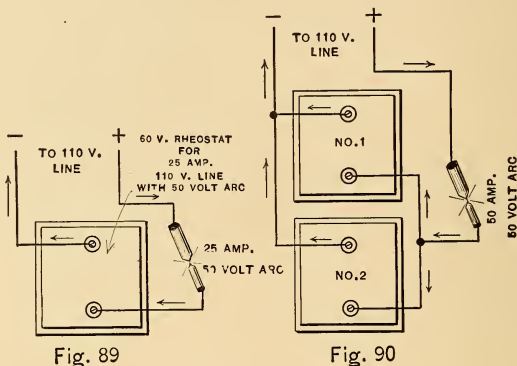 − +
TO 110 V.
LINE
60 V. RHEOSTAT
FOR
25 AMP.
110 V. LINE
WITH 50 VOLT ARC
25 AMP.
50 VOLT ARC
Fig. 89
− +
TO 110 V.
LINE
NO.1
NO.2
50 AMP.
50 VOLT ARC
Fig. 90